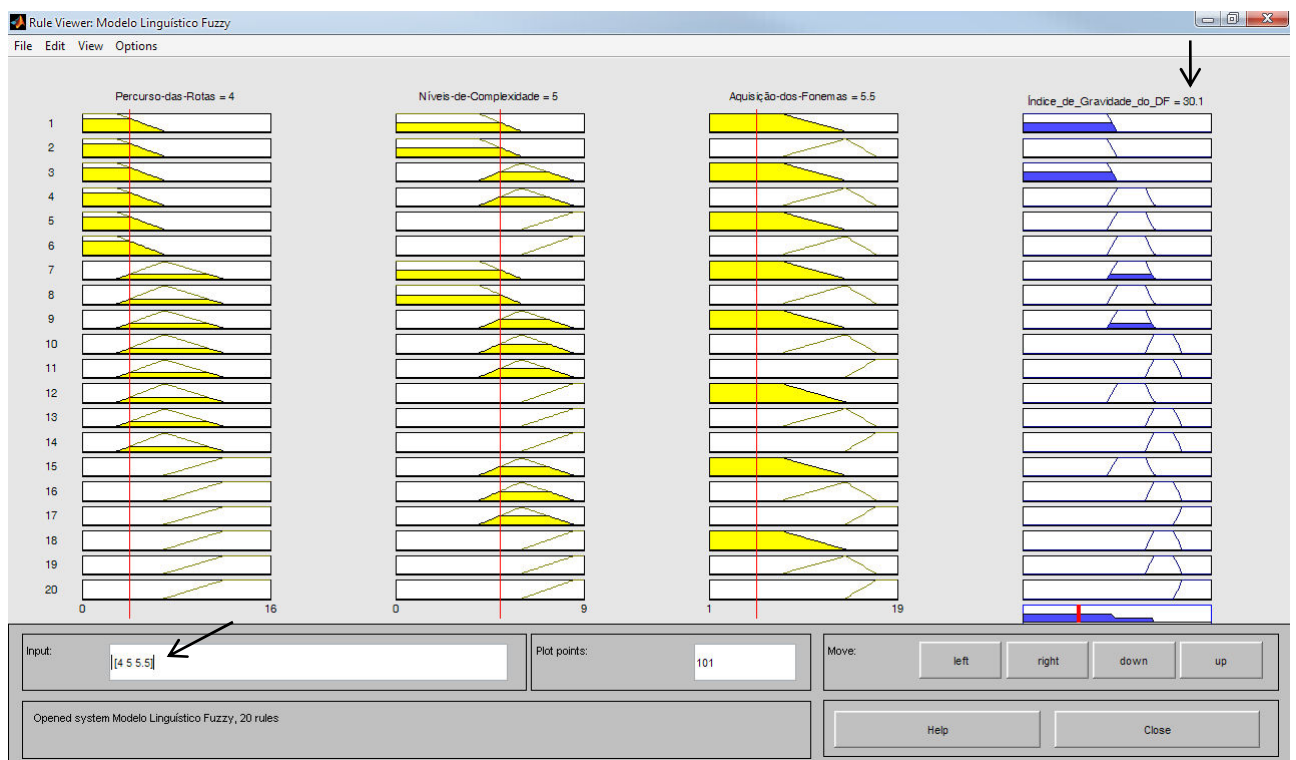 Rule Viewer: Modelo Linguístico Fuzzy
File Edit View Options
Percurso-das-Rotas = 4
Níveis-de-Complexidade = 5
Aquisição-dos-Fonemas = 5.5
Índice_de_Gravidade_do_DF = 30.1
1
2
3
4
5
6
7
8
9
10
11
12
13
14
15
16
17
18
19
20
0 16
0 9
1 19
Input:
[4 5 5.5]
Plot points:
101
Move:
left
right
down
up
Opened system Modelo Linguístico Fuzzy, 20 rules
Help
Close